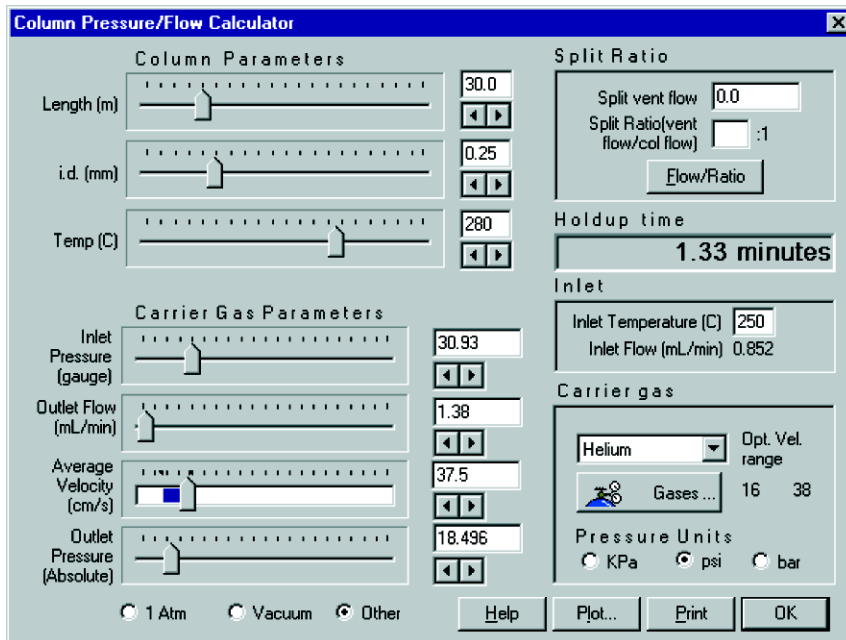 Column Pressure/Flow Calculator
Column Parameters
Length (m)
30.0
i.d. (mm)
0.25
Temp (C)
280
Carrier Gas Parameters
Inlet
Pressure
(gauge)
30.93
Outlet Flow
(mL/min)
1.38
Average
Velocity
(cm/s)
37.5
Outlet
Pressure
(Absolute)
18.496
1 Atm
Vacuum
Other
Split Ratio
Split vent flow
0.0
Split Ratio(vent
flow/col flow)
:1
Flow/Ratio
Holdup time
1.33 minutes
Inlet
Inlet Temperature (C)
250
Inlet Flow (mL/min) 0.852
Carrier gas
Helium
Opt. Vel.
range
Gases ...
16 38
Pressure Units
KPa
psi
bar
Help
Plot...
Print
OK